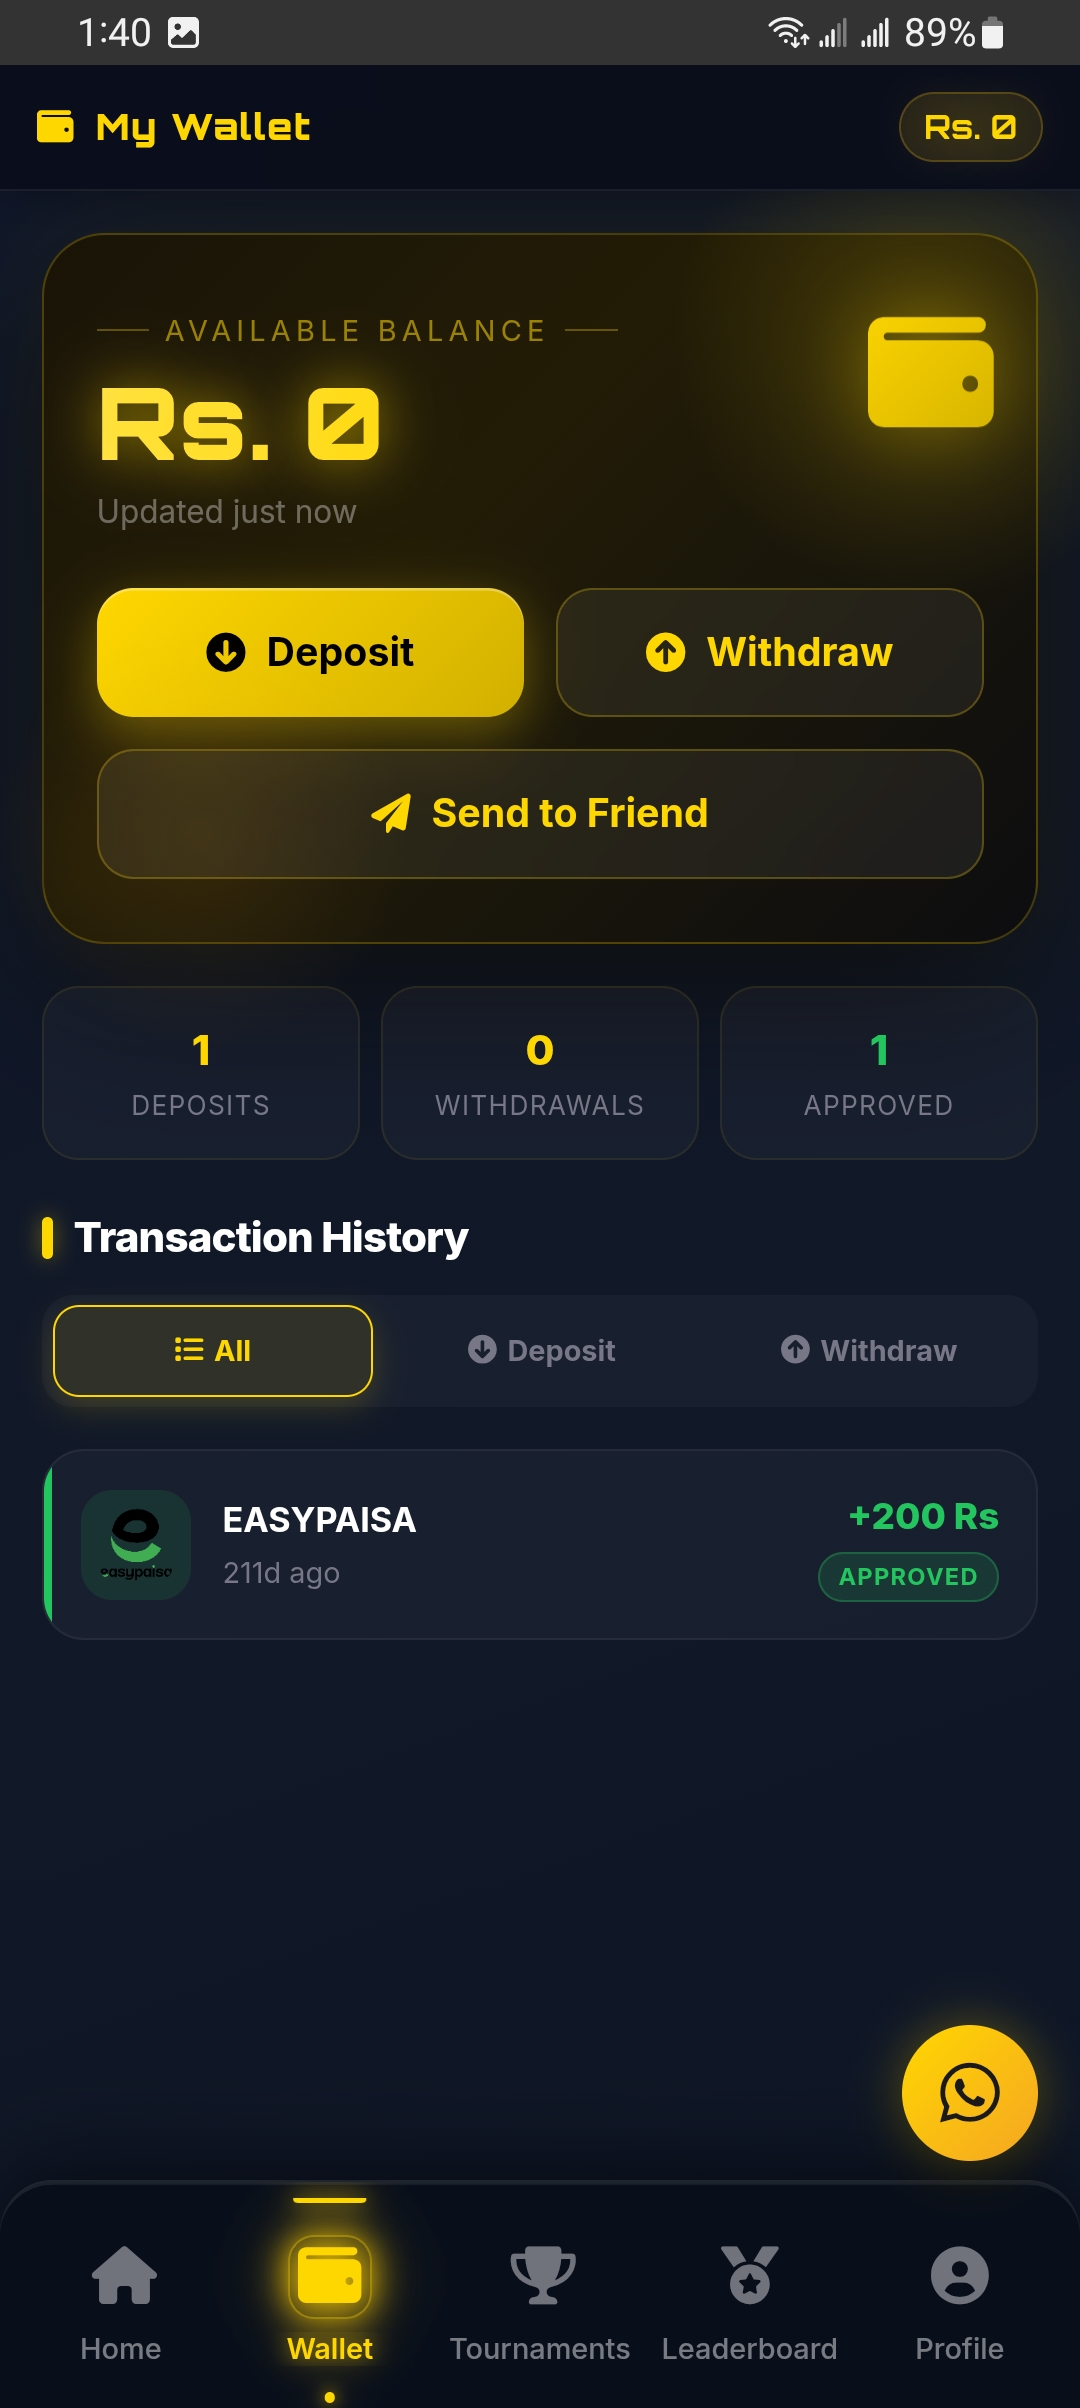 1:40 89%
My Wallet Rs. 0
AVAILABLE BALANCE
Rs. 0
Updated just now
Deposit Withdraw
Send to Friend
1 0 1
DEPOSITS WITHDRAWALS APPROVED
Transaction History
All Deposit Withdraw
EASYPAISA +200 Rs
easypaisa
211d ago APPROVED
Home Wallet Tournaments Leaderboard Profile